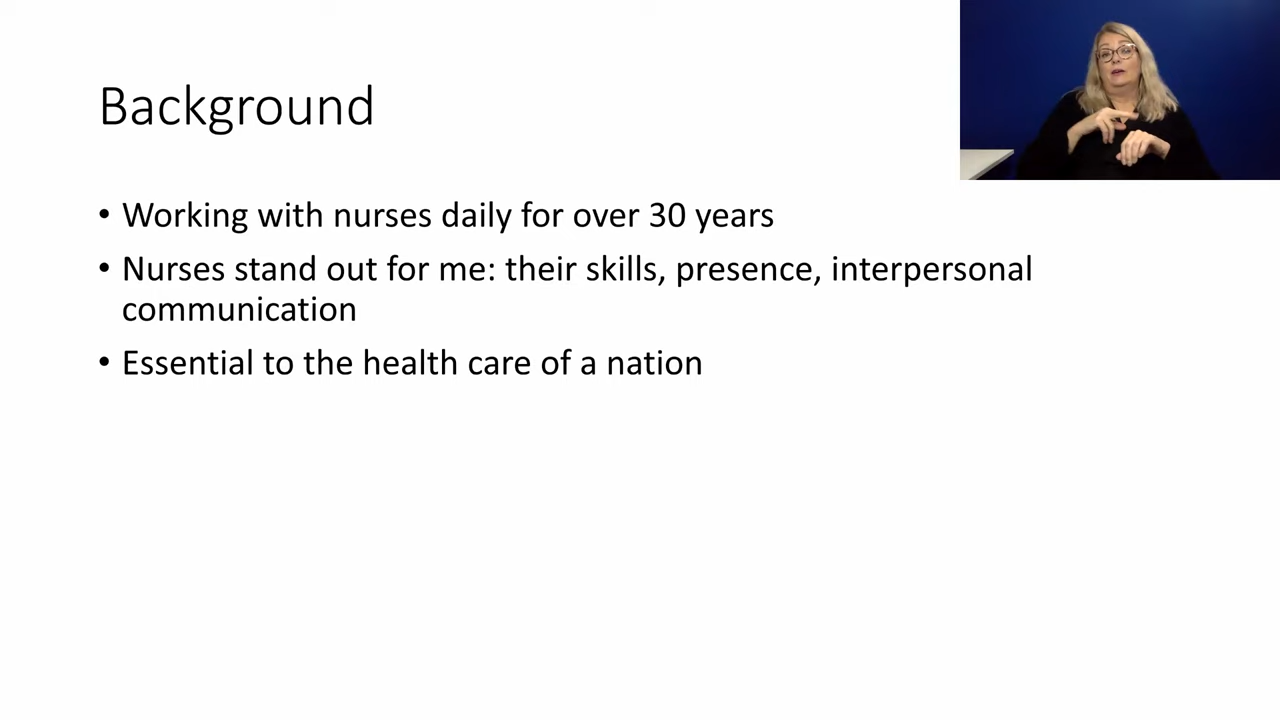 Background
• Working with nurses daily for over 30 years
• Nurses stand out for me: their skills, presence, interpersonal
communication
• Essential to the health care of a nation